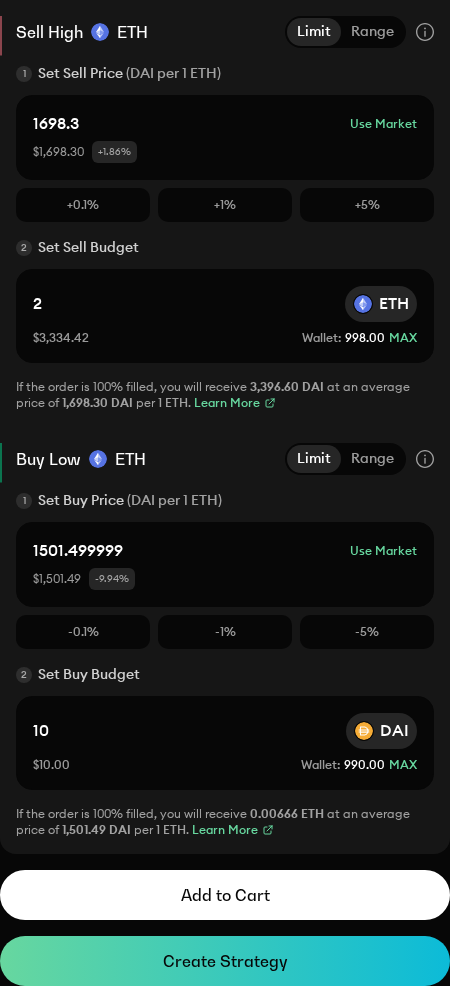 Sell High ETH Limit Range
1 Set Sell Price (DAI per 1 ETH)
1698.3 Use Market
$1,698.30 +1.86%
+0.1% +1% +5%
2 Set Sell Budget
2 ETH
$3,334.42 Wallet: 998.00 MAX
If the order is 100% filled, you will receive 3,396.60 DAI at an average
price of 1,698.30 DAI per 1 ETH. Learn More
Buy Low ETH Limit Range
1 Set Buy Price (DAI per 1 ETH)
1501.499999 Use Market
$1,501.49 -9.94%
-0.1% -1% -5%
2 Set Buy Budget
10 DAI
$10.00 Wallet: 990.00 MAX
If the order is 100% filled, you will receive 0.00666 ETH at an average
price of 1,501.49 DAI per 1 ETH. Learn More
Add to Cart
Create Strategy